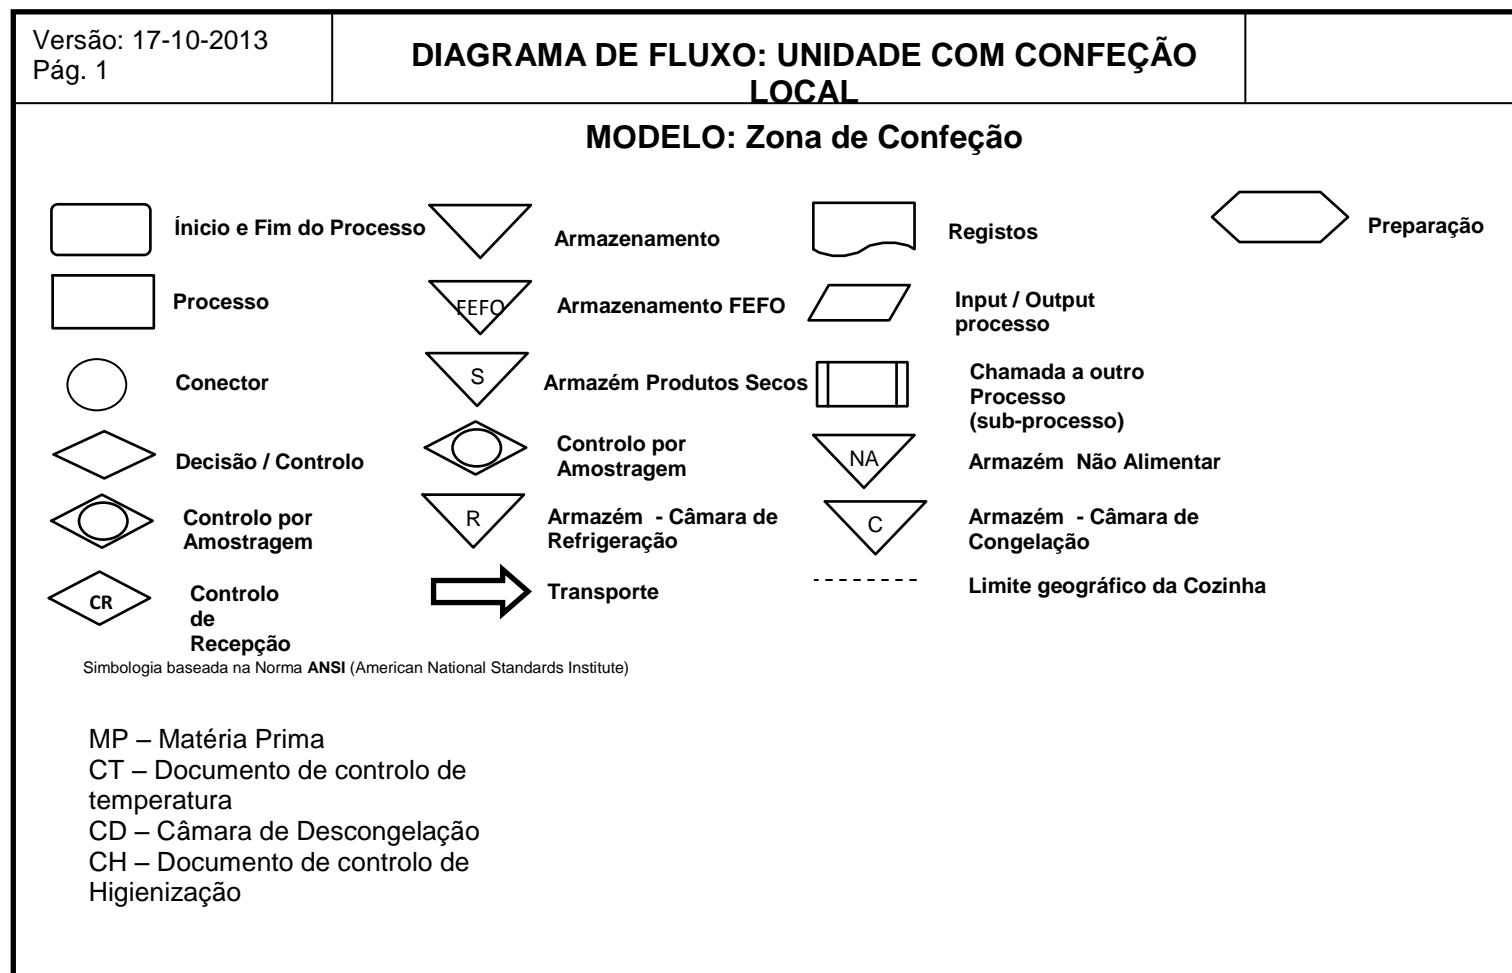 Versão: 17-10-2013
Pág. 1
DIAGRAMA DE FLUXO: UNIDADE COM CONFEÇÃO
LOCAL
MODELO: Zona de Confeção
Ínicio e Fim do Processo
Armazenamento
Registos
Preparação
Processo
FEFO
Armazenamento FEFO
Input / Output
processo
Conector
S
Armazém Produtos Secos
Chamada a outro
Processo
(sub-processo)
Decisão / Controlo
Controlo por
Amostragem
NA
Armazém  Não Alimentar
Controlo por
Amostragem
R
Armazém  - Câmara de
Refrigeração
C
Armazém  - Câmara de
Congelação
CR
Controlo
de
Recepção
Transporte
Limite geográfico da Cozinha
Simbologia baseada na Norma ANSI (American National Standards Institute)
MP – Matéria Prima
CT – Documento de controlo de
temperatura
CD – Câmara de Descongelação
CH – Documento de controlo de
Higienização